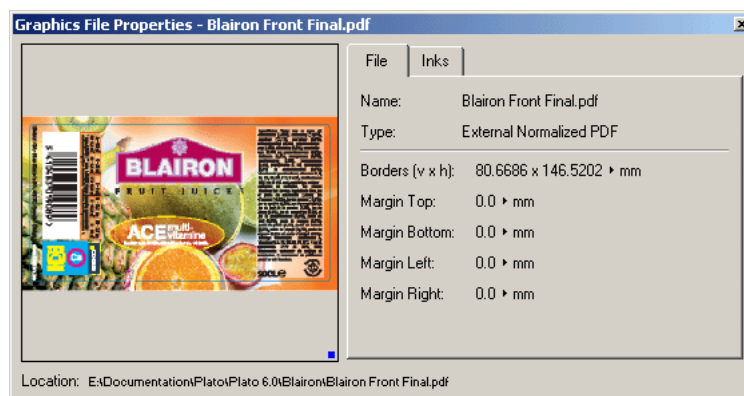 Graphics File Properties - Blairon Front Final.pdf
File
Inks
Name: Blairon Front Final.pdf
Type: External Normalized PDF
Borders (v x h): 80.6686 x 146.5202 mm
Margin Top: 0.0 mm
Margin Bottom: 0.0 mm
Margin Left: 0.0 mm
Margin Right: 0.0 mm
BLAIRON
FRUIT JUICE
ACE multi-
vitamine
Location: E:\Documentation\Plato\Plato 6.0\Blairon\Blairon Front Final.pdf